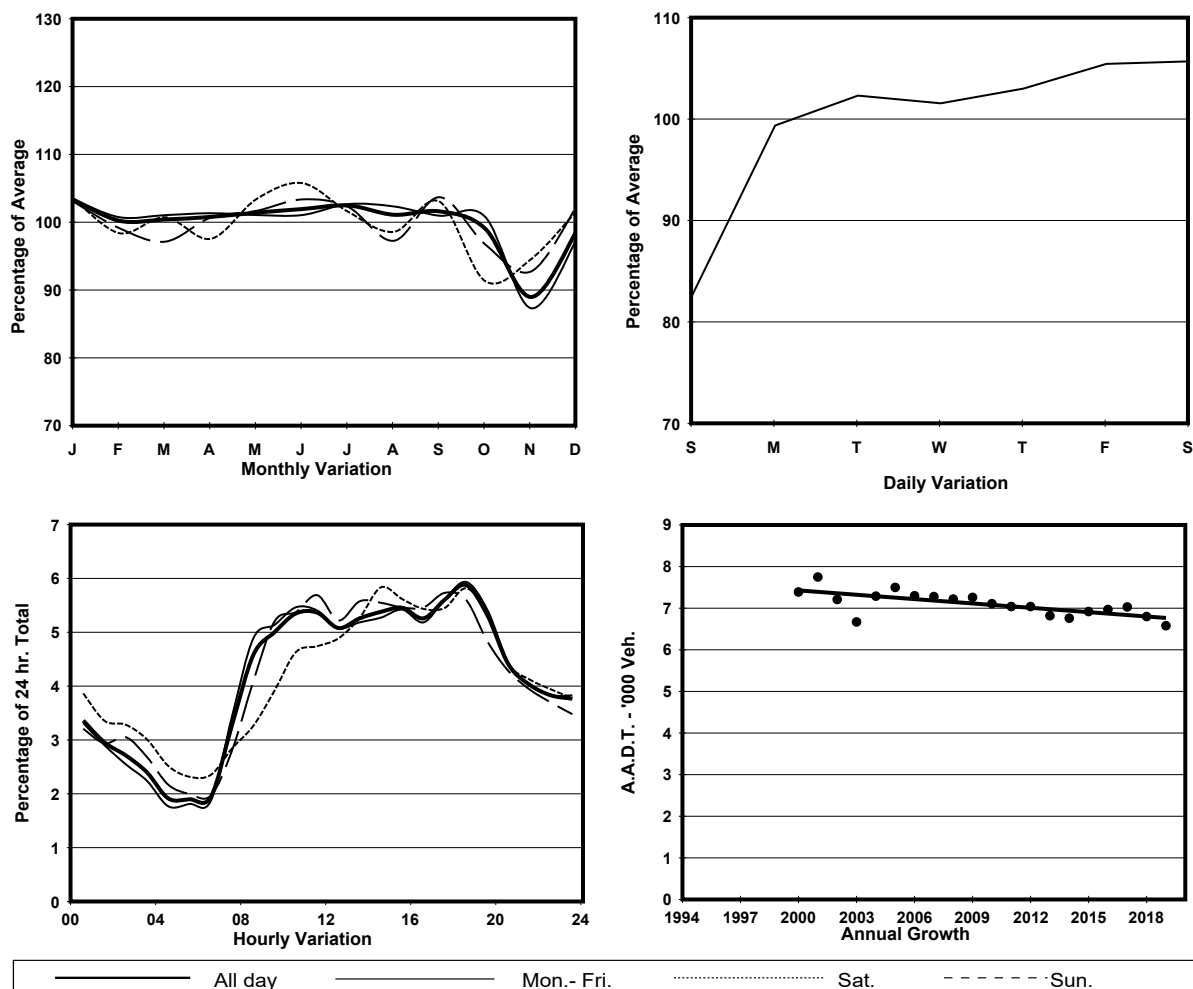 130
120
110
100
90
80
70
Percentage of Average
J F M A M J J A S O N D
Monthly Variation
110
100
90
80
70
Percentage of Average
S M T W T F S
Daily Variation
7
6
5
4
3
2
1
0
Percentage of 24 hr. Total
00 04 08 12 16 20 24
Hourly Variation
9
8
7
6
5
4
3
2
1
0
A.A.D.T. - '000 Veh.
1994 1997 2000 2003 2006 2009 2012 2015 2018
Annual Growth
All day Mon.- Fri. Sat. Sun.